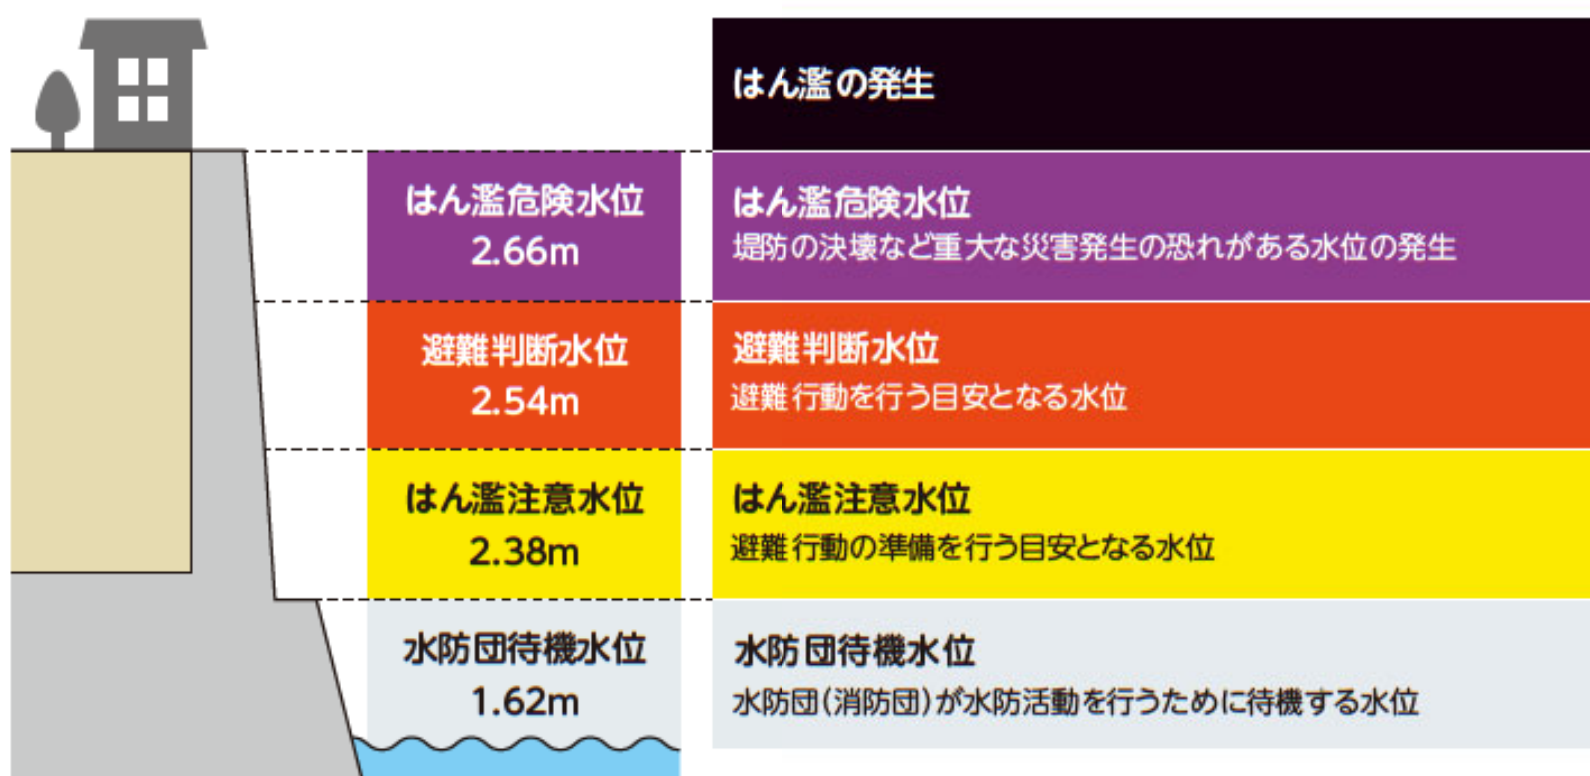 はん濫の発生
はん濫危険水位
2.66m
はん濫危険水位
堤防の決壊など重大な災害発生の恐れがある水位の発生
避難判断水位
2.54m
避難判断水位
避難行動を行う目安となる水位
はん濫注意水位
2.38m
はん濫注意水位
避難行動の準備を行う目安となる水位
水防団待機水位
1.62m
水防団待機水位
水防団(消防団)が水防活動を行うために待機する水位